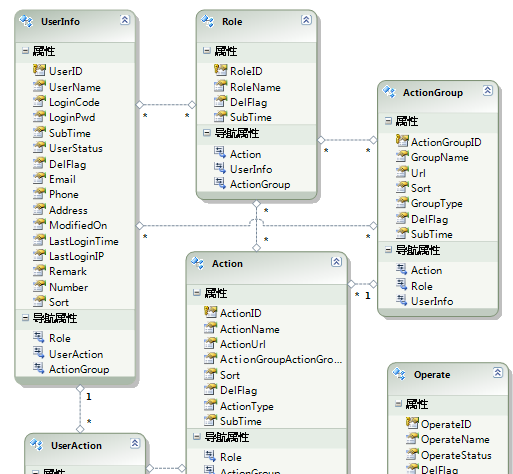 UserInfo
属性
UserID
UserName
LoginCode
LoginPwd
SubTime
UserStatus
DelFlag
Email
Phone
Address
ModifiedOn
LastLoginTime
LastLoginIP
Remark
Number
Sort
导航属性
Role
UserAction
ActionGroup
Role
属性
RoleID
RoleName
DelFlag
SubTime
导航属性
Action
UserInfo
ActionGroup
ActionGroup
属性
ActionGroupID
GroupName
Url
Sort
GroupType
DelFlag
SubTime
导航属性
Action
Role
UserInfo
* *
* *
* *
*
*
* 1
1
*
Action
属性
ActionID
ActionName
ActionUrl
ActionGroupActionGro...
Sort
DelFlag
ActionType
SubTime
导航属性
Role
ActionGroup
Operate
属性
OperateID
OperateName
OperateStatus
DelFlag
UserAction
属性